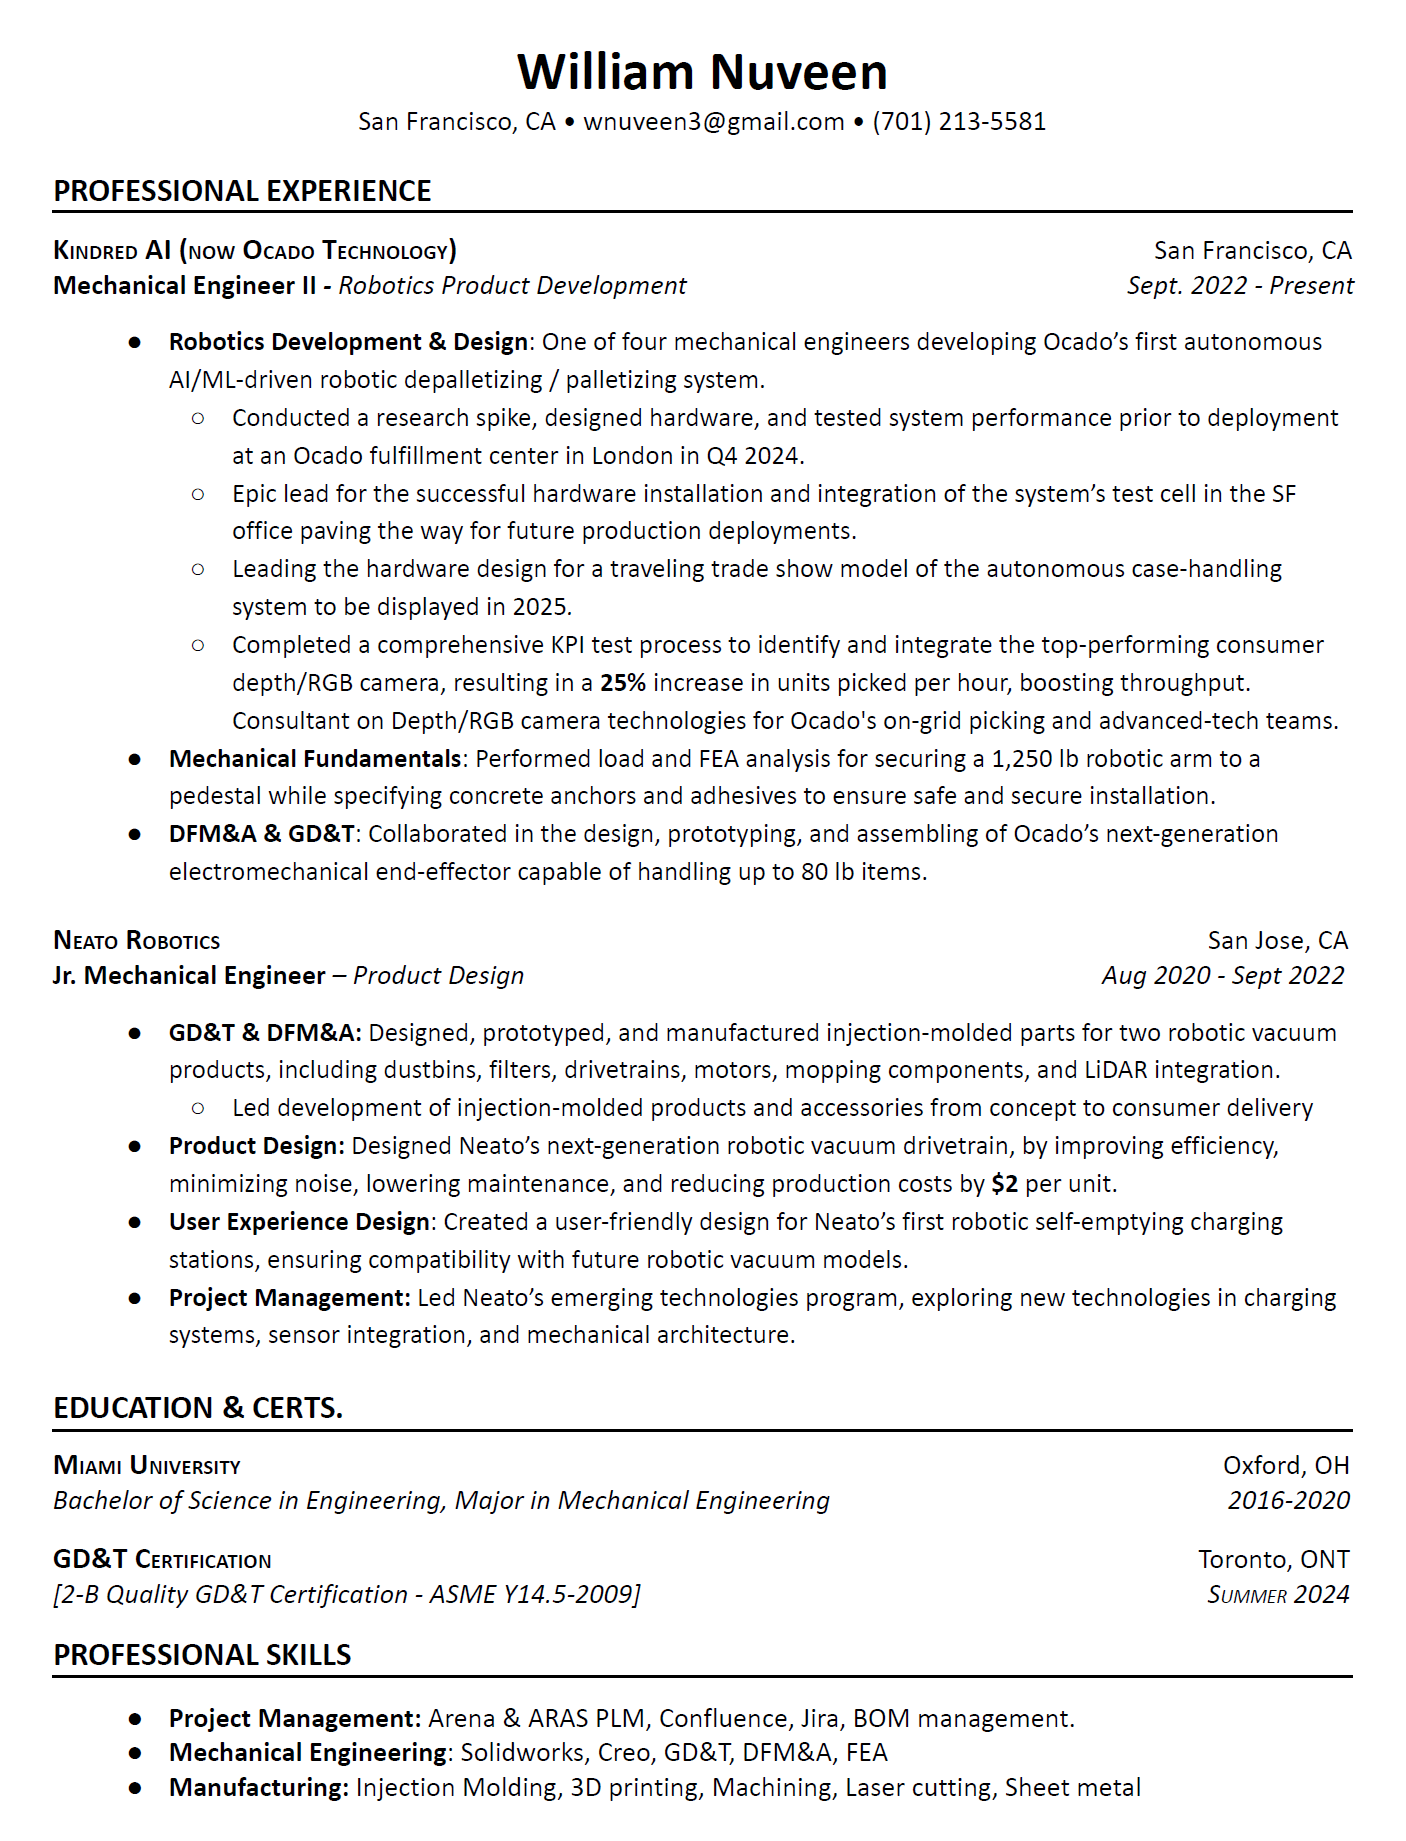 William Nuveen
San Francisco, CA • wnuveen3@gmail.com • (701) 213-5581
PROFESSIONAL EXPERIENCE
KINDRED AI (NOW OCADO TECHNOLOGY) San Francisco, CA
Mechanical Engineer II - Robotics Product Development Sept. 2022 - Present
● Robotics Development & Design: One of four mechanical engineers developing Ocado’s first autonomous
AI/ML-driven robotic depalletizing / palletizing system.
○ Conducted a research spike, designed hardware, and tested system performance prior to deployment
at an Ocado fulfillment center in London in Q4 2024.
○ Epic lead for the successful hardware installation and integration of the system’s test cell in the SF
office paving the way for future production deployments.
○ Leading the hardware design for a traveling trade show model of the autonomous case-handling
system to be displayed in 2025.
○ Completed a comprehensive KPI test process to identify and integrate the top-performing consumer
depth/RGB camera, resulting in a 25% increase in units picked per hour, boosting throughput.
Consultant on Depth/RGB camera technologies for Ocado's on-grid picking and advanced-tech teams.
● Mechanical Fundamentals: Performed load and FEA analysis for securing a 1,250 lb robotic arm to a
pedestal while specifying concrete anchors and adhesives to ensure safe and secure installation.
● DFM&A & GD&T: Collaborated in the design, prototyping, and assembling of Ocado’s next-generation
electromechanical end-effector capable of handling up to 80 lb items.
NEATO ROBOTICS San Jose, CA
Jr. Mechanical Engineer – Product Design Aug 2020 - Sept 2022
● GD&T & DFM&A: Designed, prototyped, and manufactured injection-molded parts for two robotic vacuum
products, including dustbins, filters, drivetrains, motors, mopping components, and LiDAR integration.
○ Led development of injection-molded products and accessories from concept to consumer delivery
● Product Design: Designed Neato’s next-generation robotic vacuum drivetrain, by improving efficiency,
minimizing noise, lowering maintenance, and reducing production costs by $2 per unit.
● User Experience Design: Created a user-friendly design for Neato’s first robotic self-emptying charging
stations, ensuring compatibility with future robotic vacuum models.
● Project Management: Led Neato’s emerging technologies program, exploring new technologies in charging
systems, sensor integration, and mechanical architecture.
EDUCATION & CERTS.
MIAMI UNIVERSITY Oxford, OH
Bachelor of Science in Engineering, Major in Mechanical Engineering 2016-2020
GD&T CERTIFICATION Toronto, ONT
[2-B Quality GD&T Certification - ASME Y14.5-2009] SUMMER 2024
PROFESSIONAL SKILLS
● Project Management: Arena & ARAS PLM, Confluence, Jira, BOM management.
● Mechanical Engineering: Solidworks, Creo, GD&T, DFM&A, FEA
● Manufacturing: Injection Molding, 3D printing, Machining, Laser cutting, Sheet metal